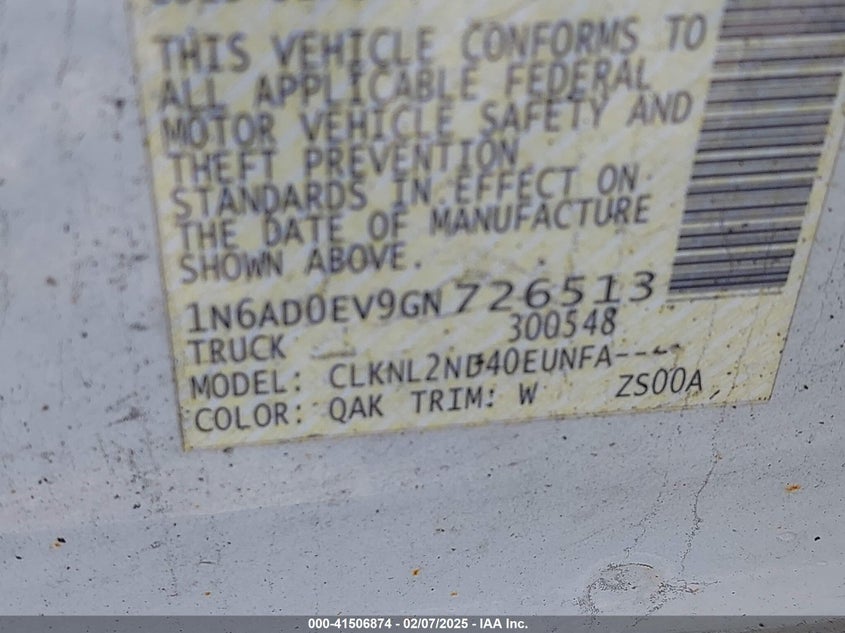 THIS VEHICLE CONFORMS TO
ALL APPLICABLE FEDERAL
MOTOR VEHICLE SAFETY AND
THEFT PREVENTION
STANDARDS IN EFFECT ON
THE DATE OF MANUFACTURE
SHOWN ABOVE.
1N6AD0EV9GN726513
TRUCK 300548
MODEL: CLKNL2ND40EUNFA----
COLOR: QAK TRIM: W ZS00A
000-41506874 - 02/07/2025 - IAA Inc.